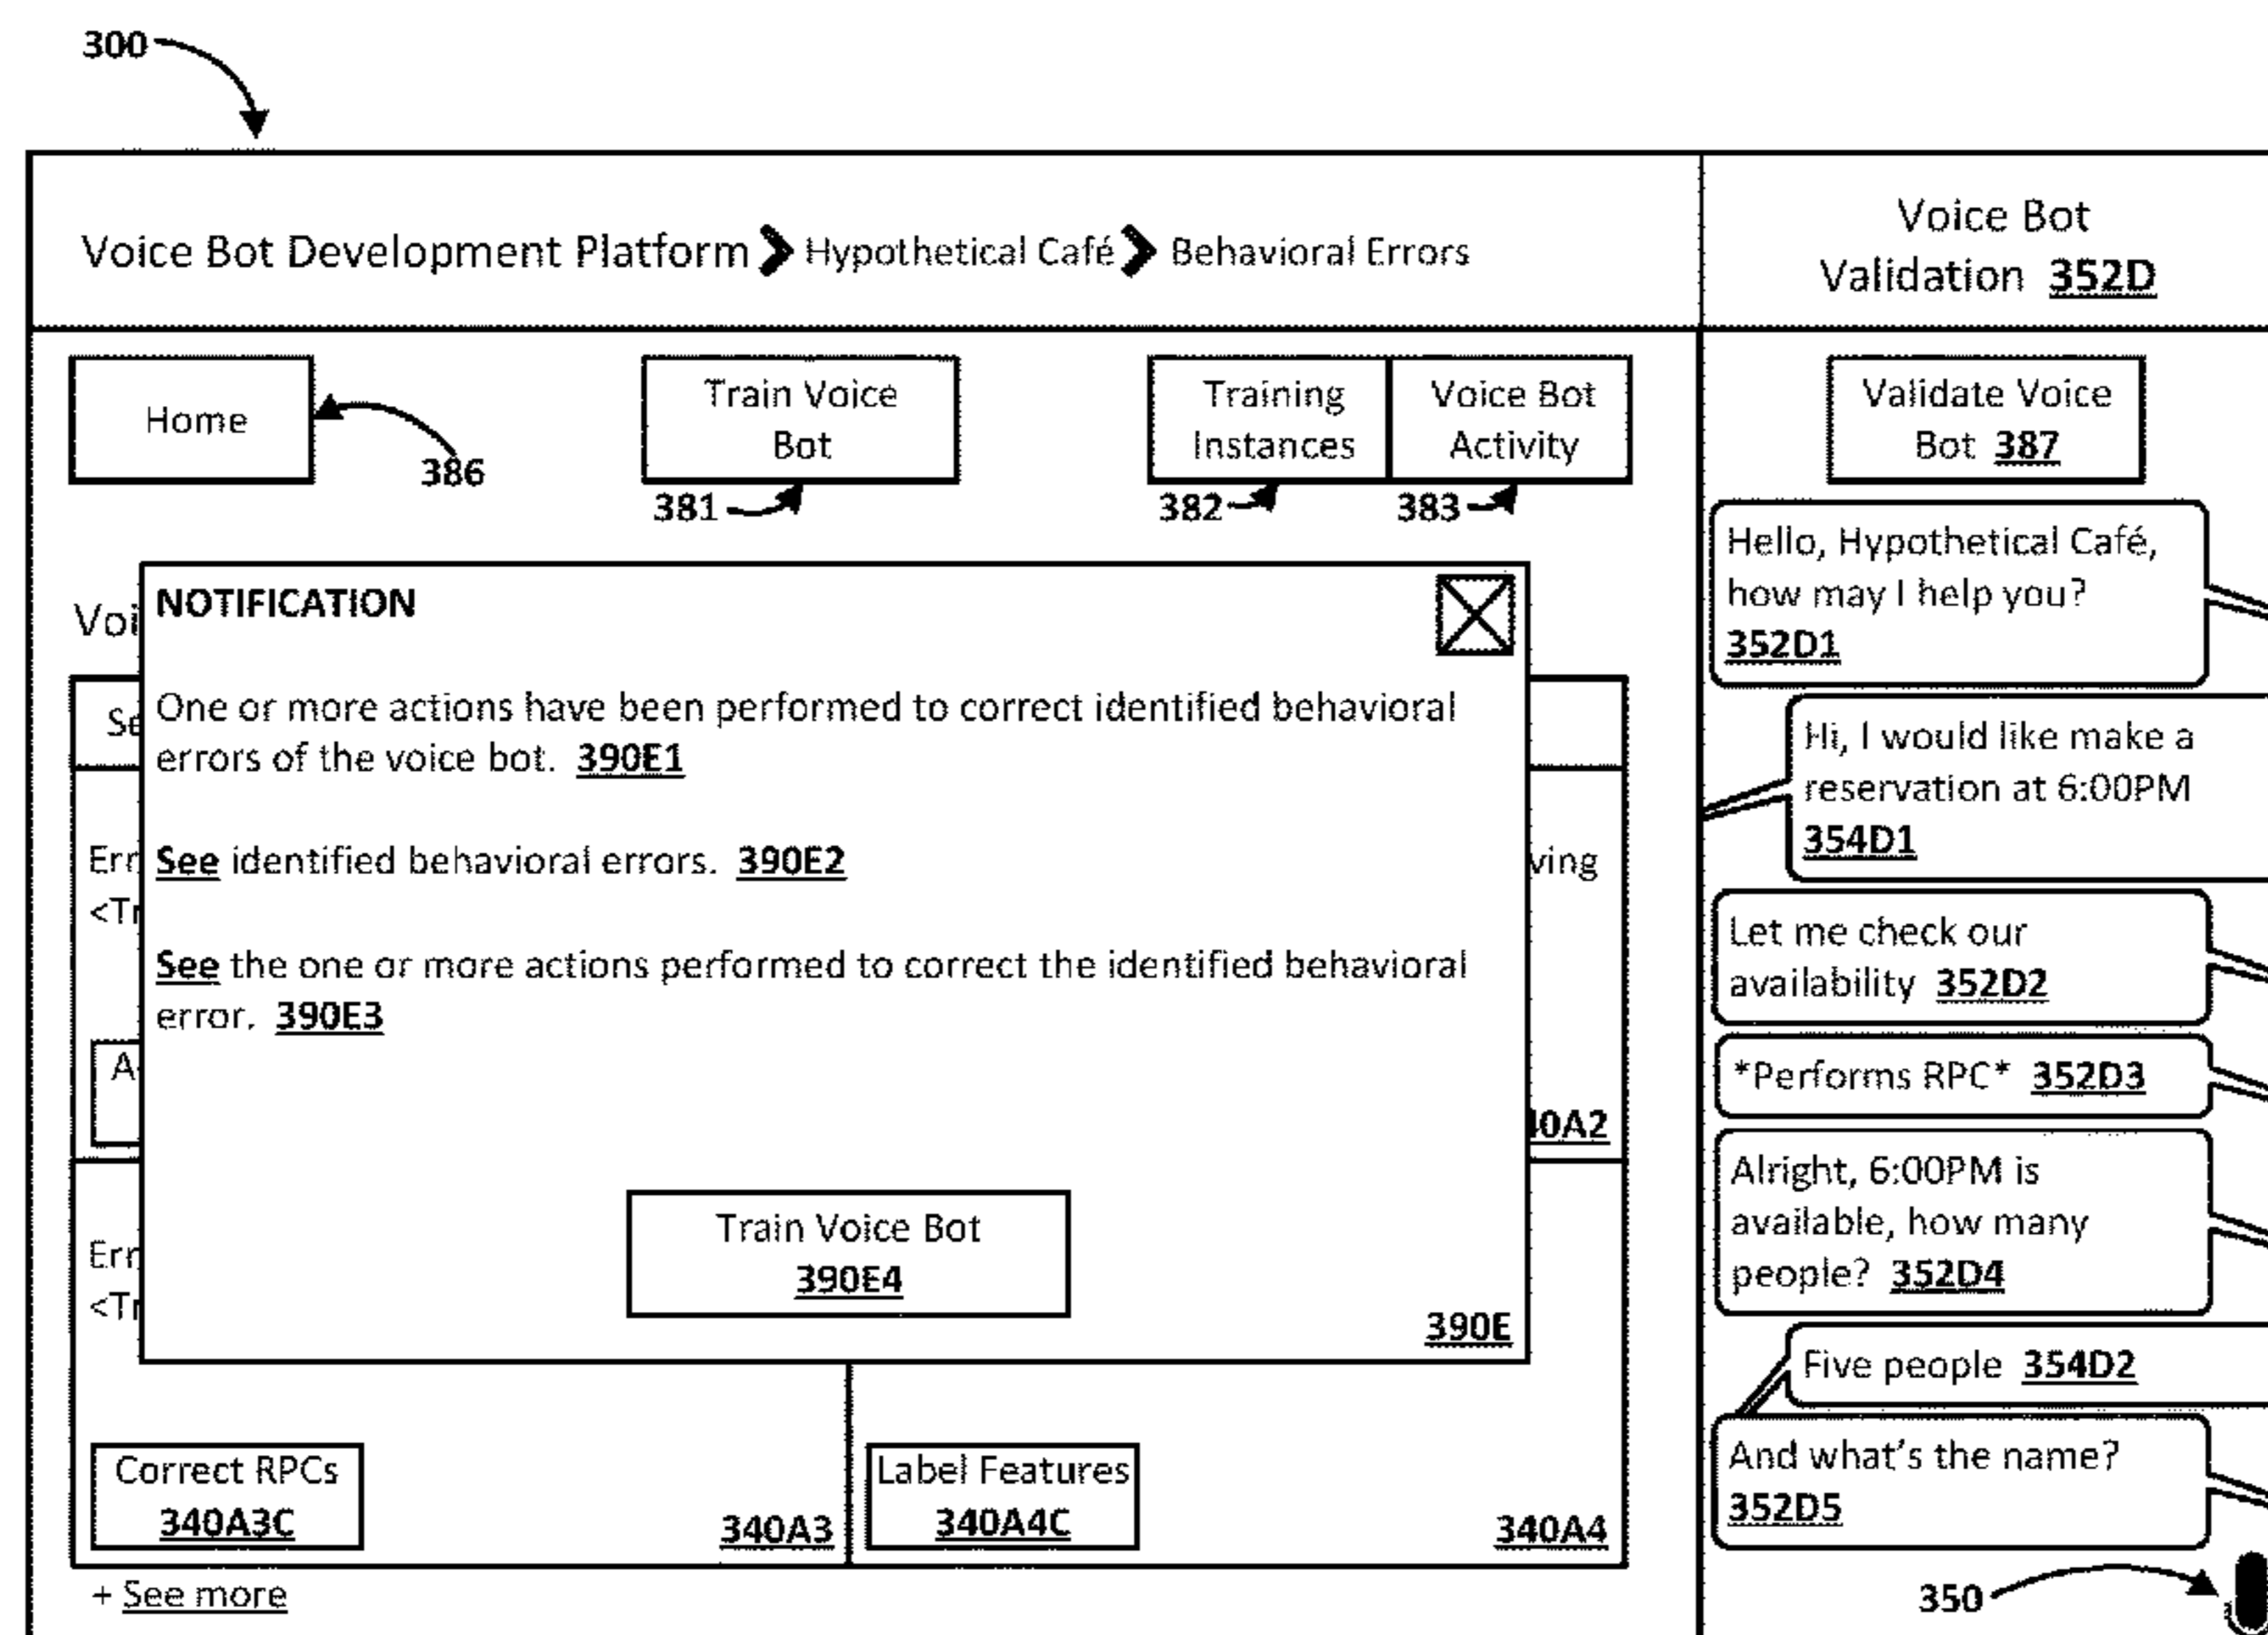 300
Voice Bot Development Platform
Hypothetical Café
Behavioral Errors
Voice Bot
Validation 352D
Home
386
Train Voice
Bot
381
Training
Instances
382
Voice Bot
Activity
383
Validate Voice
Bot 387
NOTIFICATION
One or more actions have been performed to correct identified behavioral
errors of the voice bot. 390E1
See identified behavioral errors. 390E2
See the one or more actions performed to correct the identified behavioral
error. 390E3
Train Voice Bot
390E4
390E
Correct RPCs
340A3C
340A3
Label Features
340A4C
340A4
+ See more
Hello, Hypothetical Café,
how may I help you?
352D1
Hi, I would like make a
reservation at 6:00PM
354D1
Let me check our
availability 352D2
*Performs RPC* 352D3
Alright, 6:00PM is
available, how many
people? 352D4
Five people 354D2
And what's the name?
352D5
350